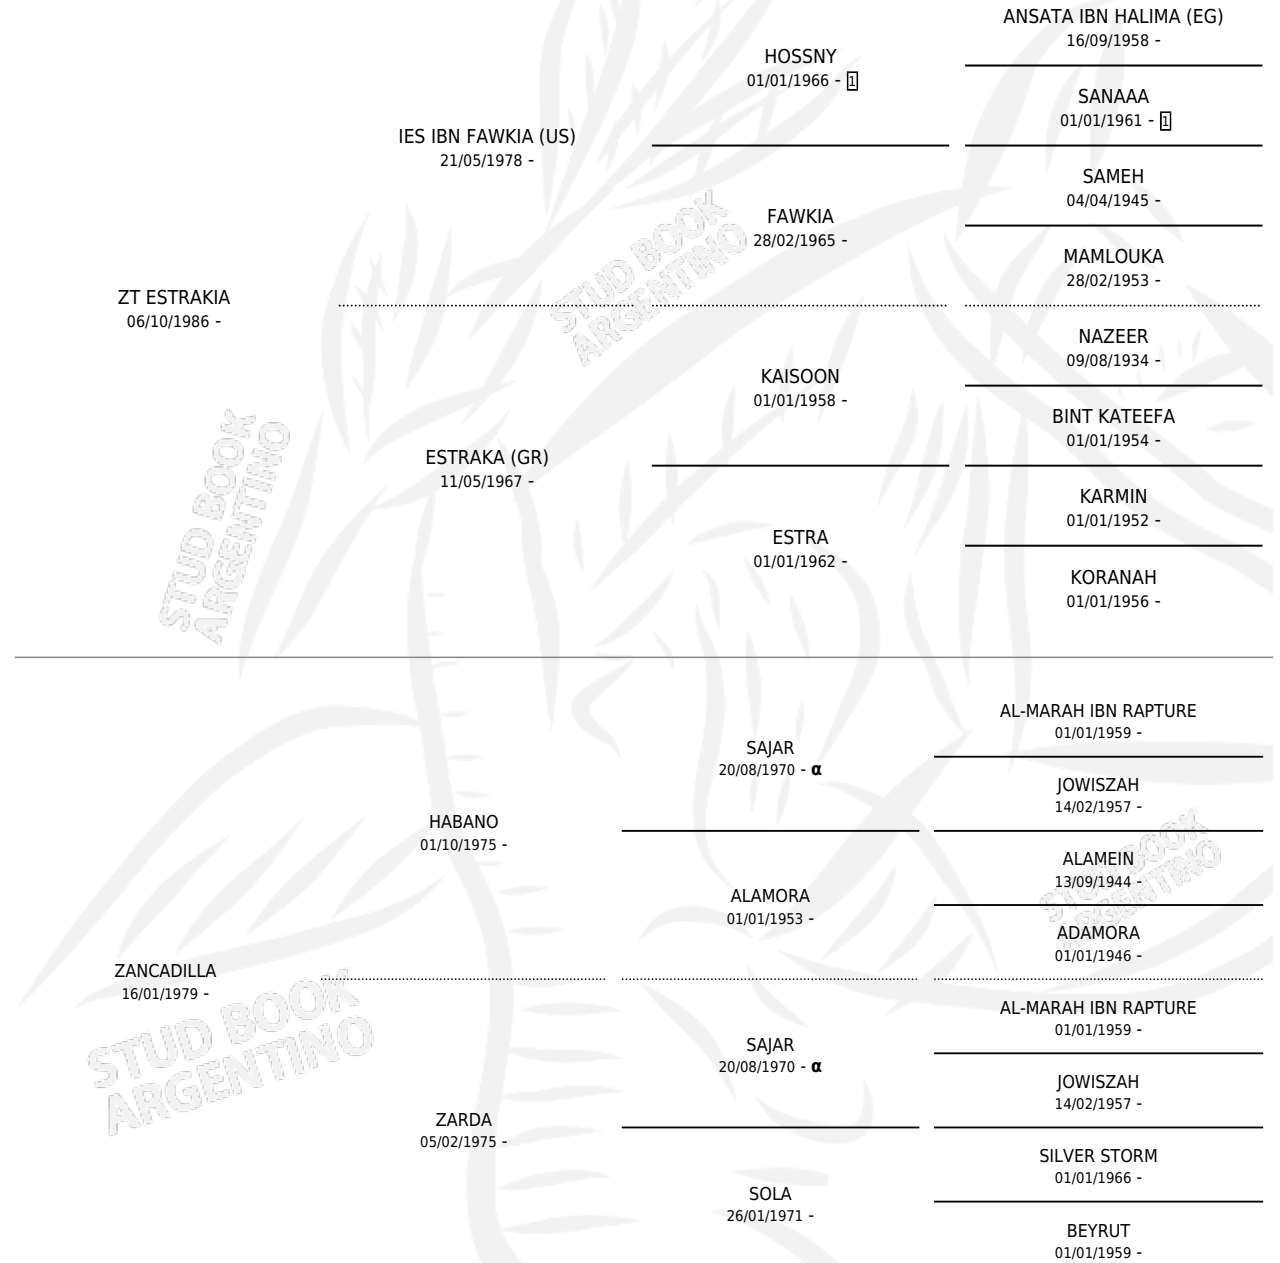 ANSATA IBN HALIMA (EG)
16/09/1958 -
HOSSNY
01/01/1966 - 1
SANAAA
01/01/1961 - 1
IES IBN FAWKIA (US)
21/05/1978 -
SAMEH
04/04/1945 -
FAWKIA
28/02/1965 -
MAMLOUKA
28/02/1953 -
ZT ESTRAKIA
06/10/1986 -
STUD BOOK
ARGENTINO
NAZEER
09/08/1934 -
KAISOON
01/01/1958 -
BINT KATEEFA
01/01/1954 -
ESTRAKA (GR)
11/05/1967 -
KARMIN
01/01/1952 -
ESTRA
01/01/1962 -
KORANAH
01/01/1956 -
STUD BOOK
ARGENTINO
AL-MARAH IBN RAPTURE
01/01/1959 -
SAJAR
20/08/1970 - α
JOWISZAH
14/02/1957 -
HABANO
01/10/1975 -
ALAMEIN
13/09/1944 -
ALAMORA
01/01/1953 -
ADAMORA
01/01/1946 -
STUD BOOK
ARGENTINO
ZANCADILLA
16/01/1979 -
STUD BOOK
ARGENTINO
AL-MARAH IBN RAPTURE
01/01/1959 -
SAJAR
20/08/1970 - α
JOWISZAH
14/02/1957 -
ZARDA
05/02/1975 -
SILVER STORM
01/01/1966 -
SOLA
26/01/1971 -
BEYRUT
01/01/1959 -